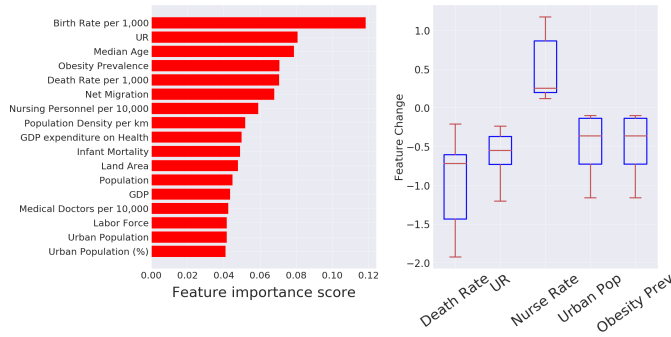 Birth Rate per 1,000
UR
Median Age
Obesity Prevalence
Death Rate per 1,000
Net Migration
Nursing Personnel per 10,000
Population Density per km
GDP expenditure on Health
Infant Mortality
Land Area
Population
GDP
Medical Doctors per 10,000
Labor Force
Urban Population
Urban Population (%)
0.00 0.02 0.04 0.06 0.08 0.10 0.12
Feature importance score
Feature Change
1.0
0.5
0.0
−0.5
−1.0
−1.5
−2.0
Death Rate
UR
Nurse Rate
Urban Pop
Obesity Prev